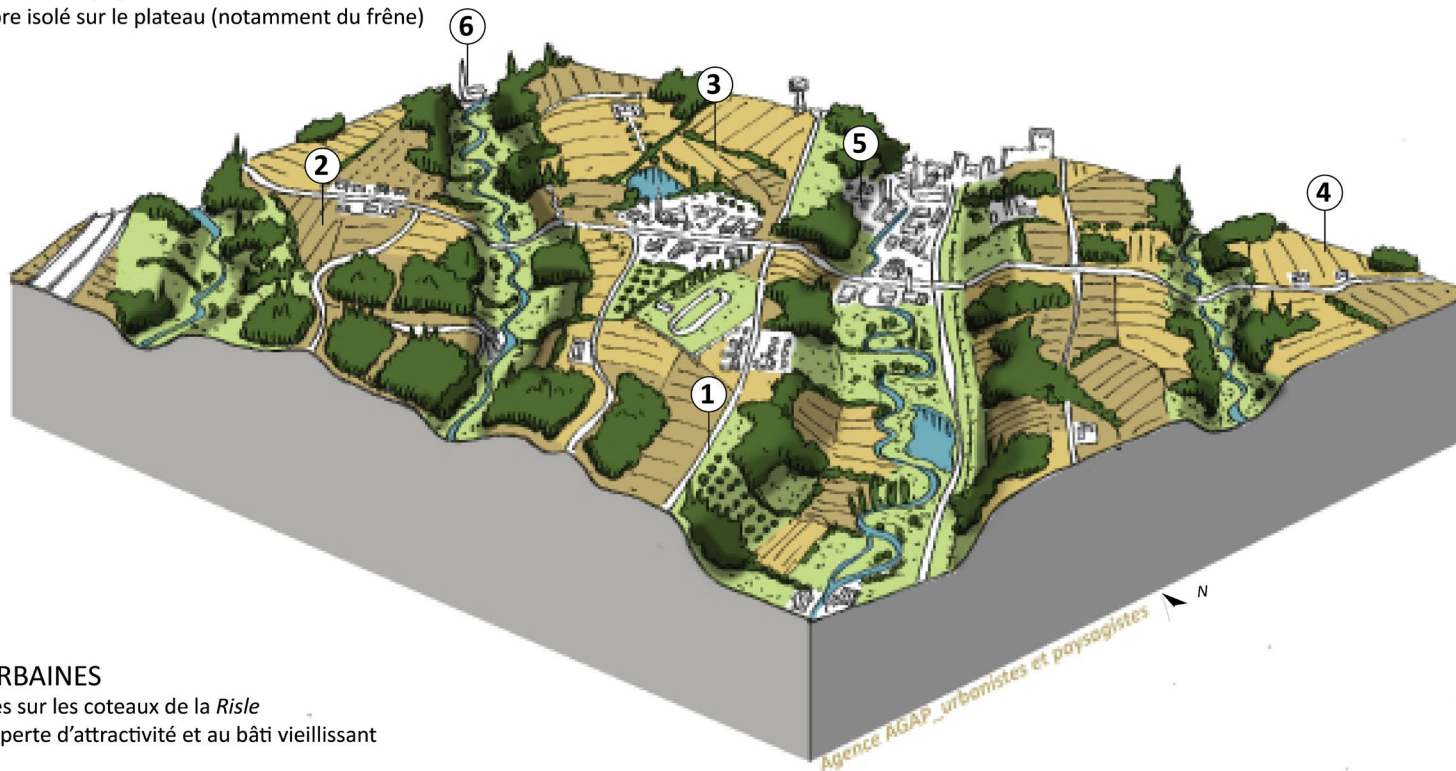 re isolé sur le plateau (notamment du frêne)
6
3
5
2
4
1
N
Agence AGAP_urbanistes et paysagistes
RBAINES
es sur les coteaux de la Risle
perte d'attractivité et au bâti vieillissant